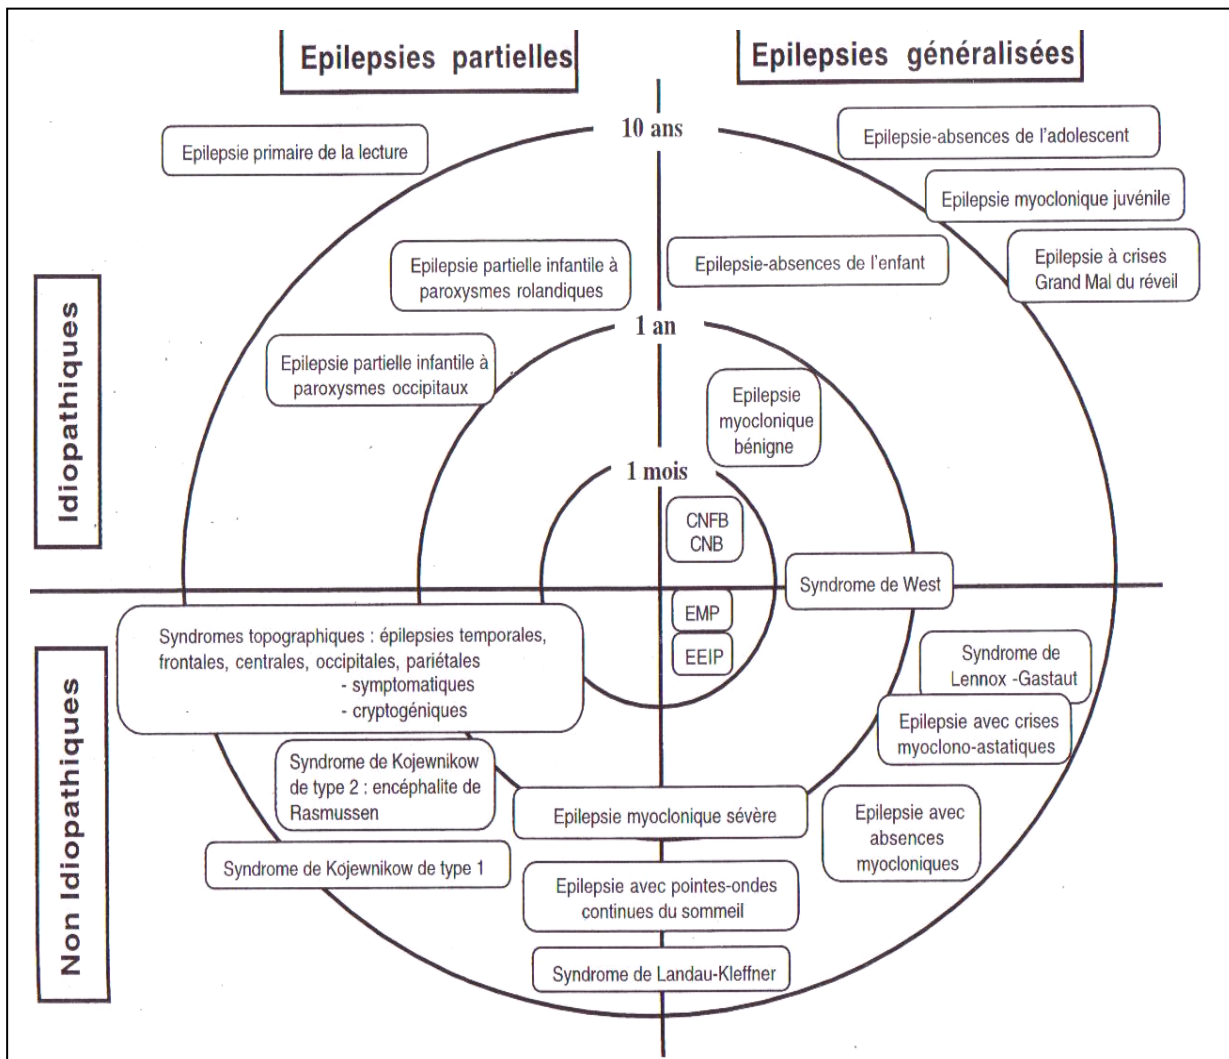 Epilepsies partielles
Epilepsies généralisées
10 ans
Epilepsie primaire de la lecture
Epilepsie-absences de l'adolescent
Epilepsie myoclonique juvénile
Epilepsie à crises
Grand Mal du réveil
Epilepsie partielle infantile à
paroxysmes rolandiques
Epilepsie-absences de l'enfant
1 an
Epilepsie partielle infantile à
paroxysmes occipitaux
Epilepsie
myoclonique
bénigne
Idiopathiques
1 mois
CNFB
CNB
Syndrome de West
EMP
EEIP
Syndromes topographiques : épilepsies temporales,
frontales, centrales, occipitales, pariétales
- symptomatiques
- cryptogéniques
Syndrome de
Lennox -Gastaut
Epilepsie avec crises
myoclono-astatiques
Non Idiopathiques
Syndrome de Kojewnikow
de type 2 : encéphalite de
Rasmussen
Epilepsie myoclonique sévère
Epilepsie avec
absences
myocloniques
Syndrome de Kojewnikow de type 1
Epilepsie avec pointes-ondes
continues du sommeil
Syndrome de Landau-Kleffner